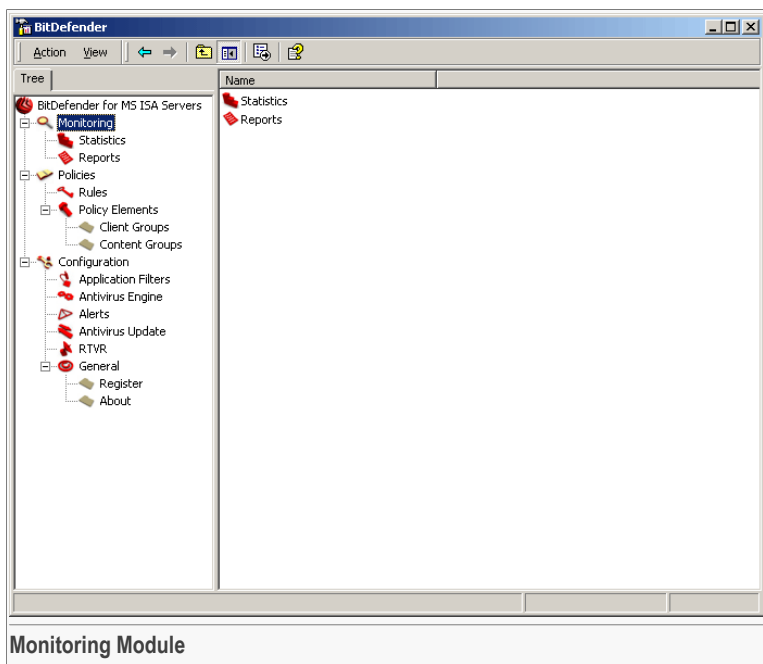 BitDefender
Action View
Tree
Name
BitDefender for MS ISA Servers
Monitoring
Statistics
Reports
Policies
Rules
Policy Elements
Client Groups
Content Groups
Configuration
Application Filters
Antivirus Engine
Alerts
Antivirus Update
RTVR
General
Register
About
Statistics
Reports
Monitoring Module